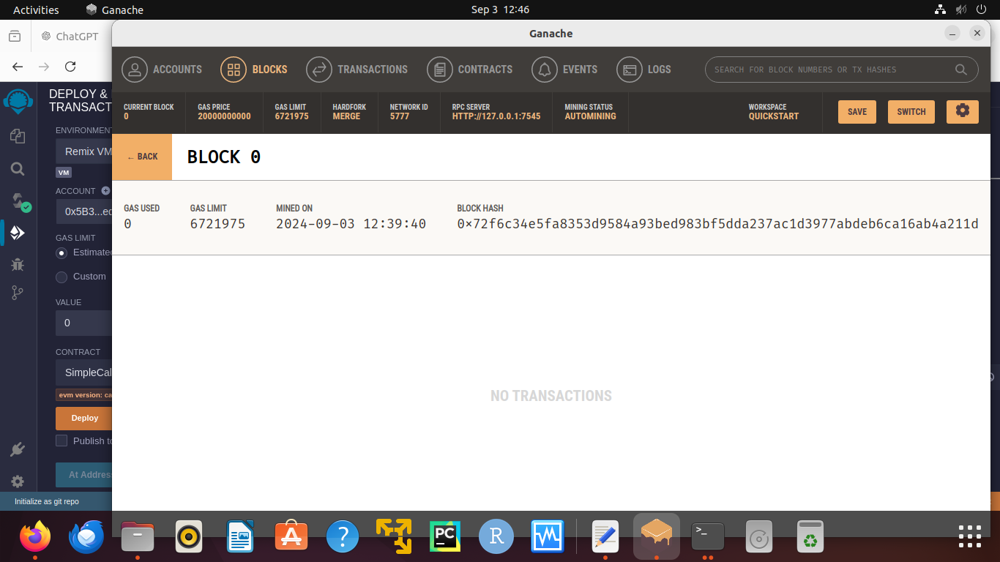 Activities
Ganache
Sep 3 12:46
ChatGPT
Ganache
ACCOUNTS
BLOCKS
TRANSACTIONS
CONTRACTS
EVENTS
LOGS
SEARCH FOR BLOCK NUMBERS OR TX HASHES
CURRENT BLOCK
0
GAS PRICE
20000000000
GAS LIMIT
6721975
HARDFORK
MERGE
NETWORK ID
5777
RPC SERVER
HTTP://127.0.0.1:7545
MINING STATUS
AUTOMINING
WORKSPACE
QUICKSTART
SAVE
SWITCH
← BACK
BLOCK 0
GAS USED
0
GAS LIMIT
6721975
MINED ON
2024-09-03 12:39:40
BLOCK HASH
0×72f6c34e5fa8353d9584a93bed983bf5dda237ac1d3977abdeb6ca16ab4a211d
NO TRANSACTIONS
DEPLOY &
TRANSACT
ENVIRONMEN
Remix VM
VM
ACCOUNT
0x5B3...ed
GAS LIMIT
Estimated
Custom
VALUE
0
CONTRACT
SimpleCal
evm version: ca
Deploy
Publish to
At Addres
Initialize as git repo
?
PC
R
>_